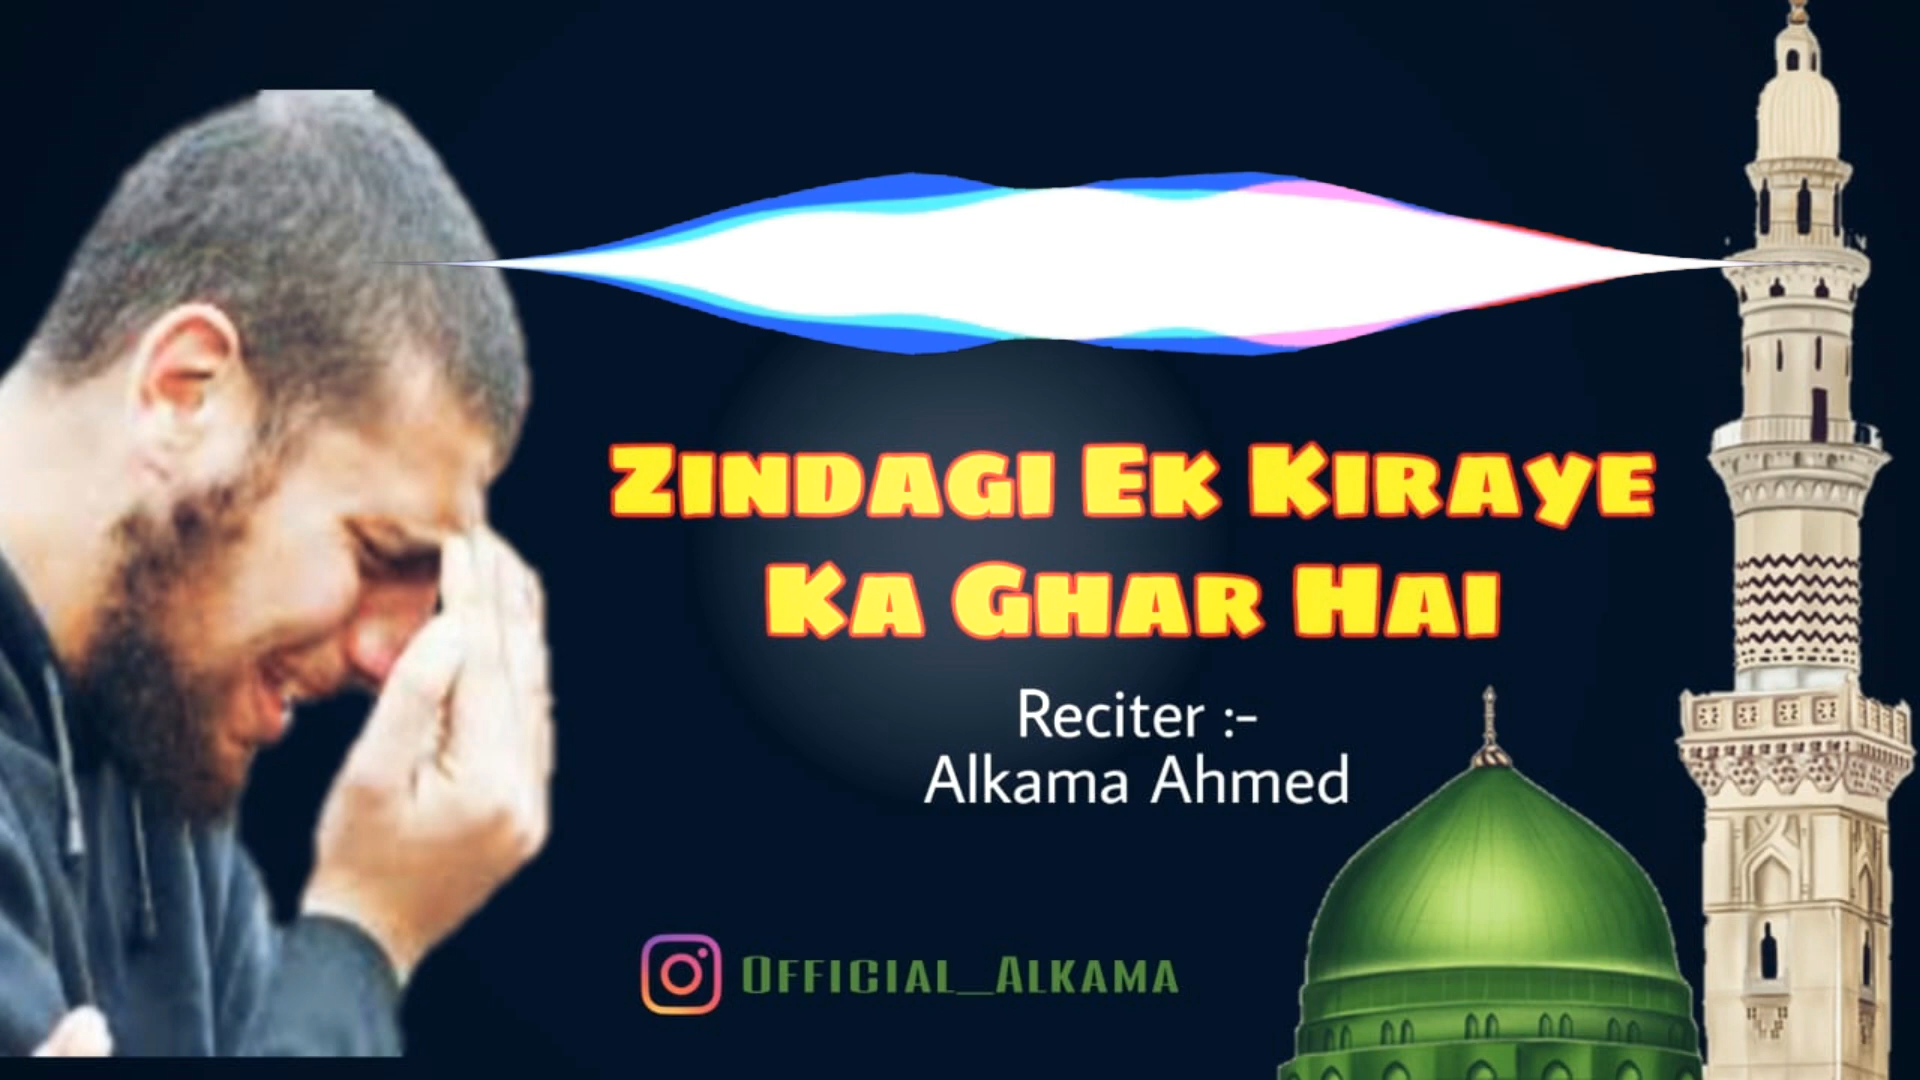 Zindagi Ek Kiraye
Ka Ghar Hai
Reciter :-
Alkama Ahmed
Official_Alkama